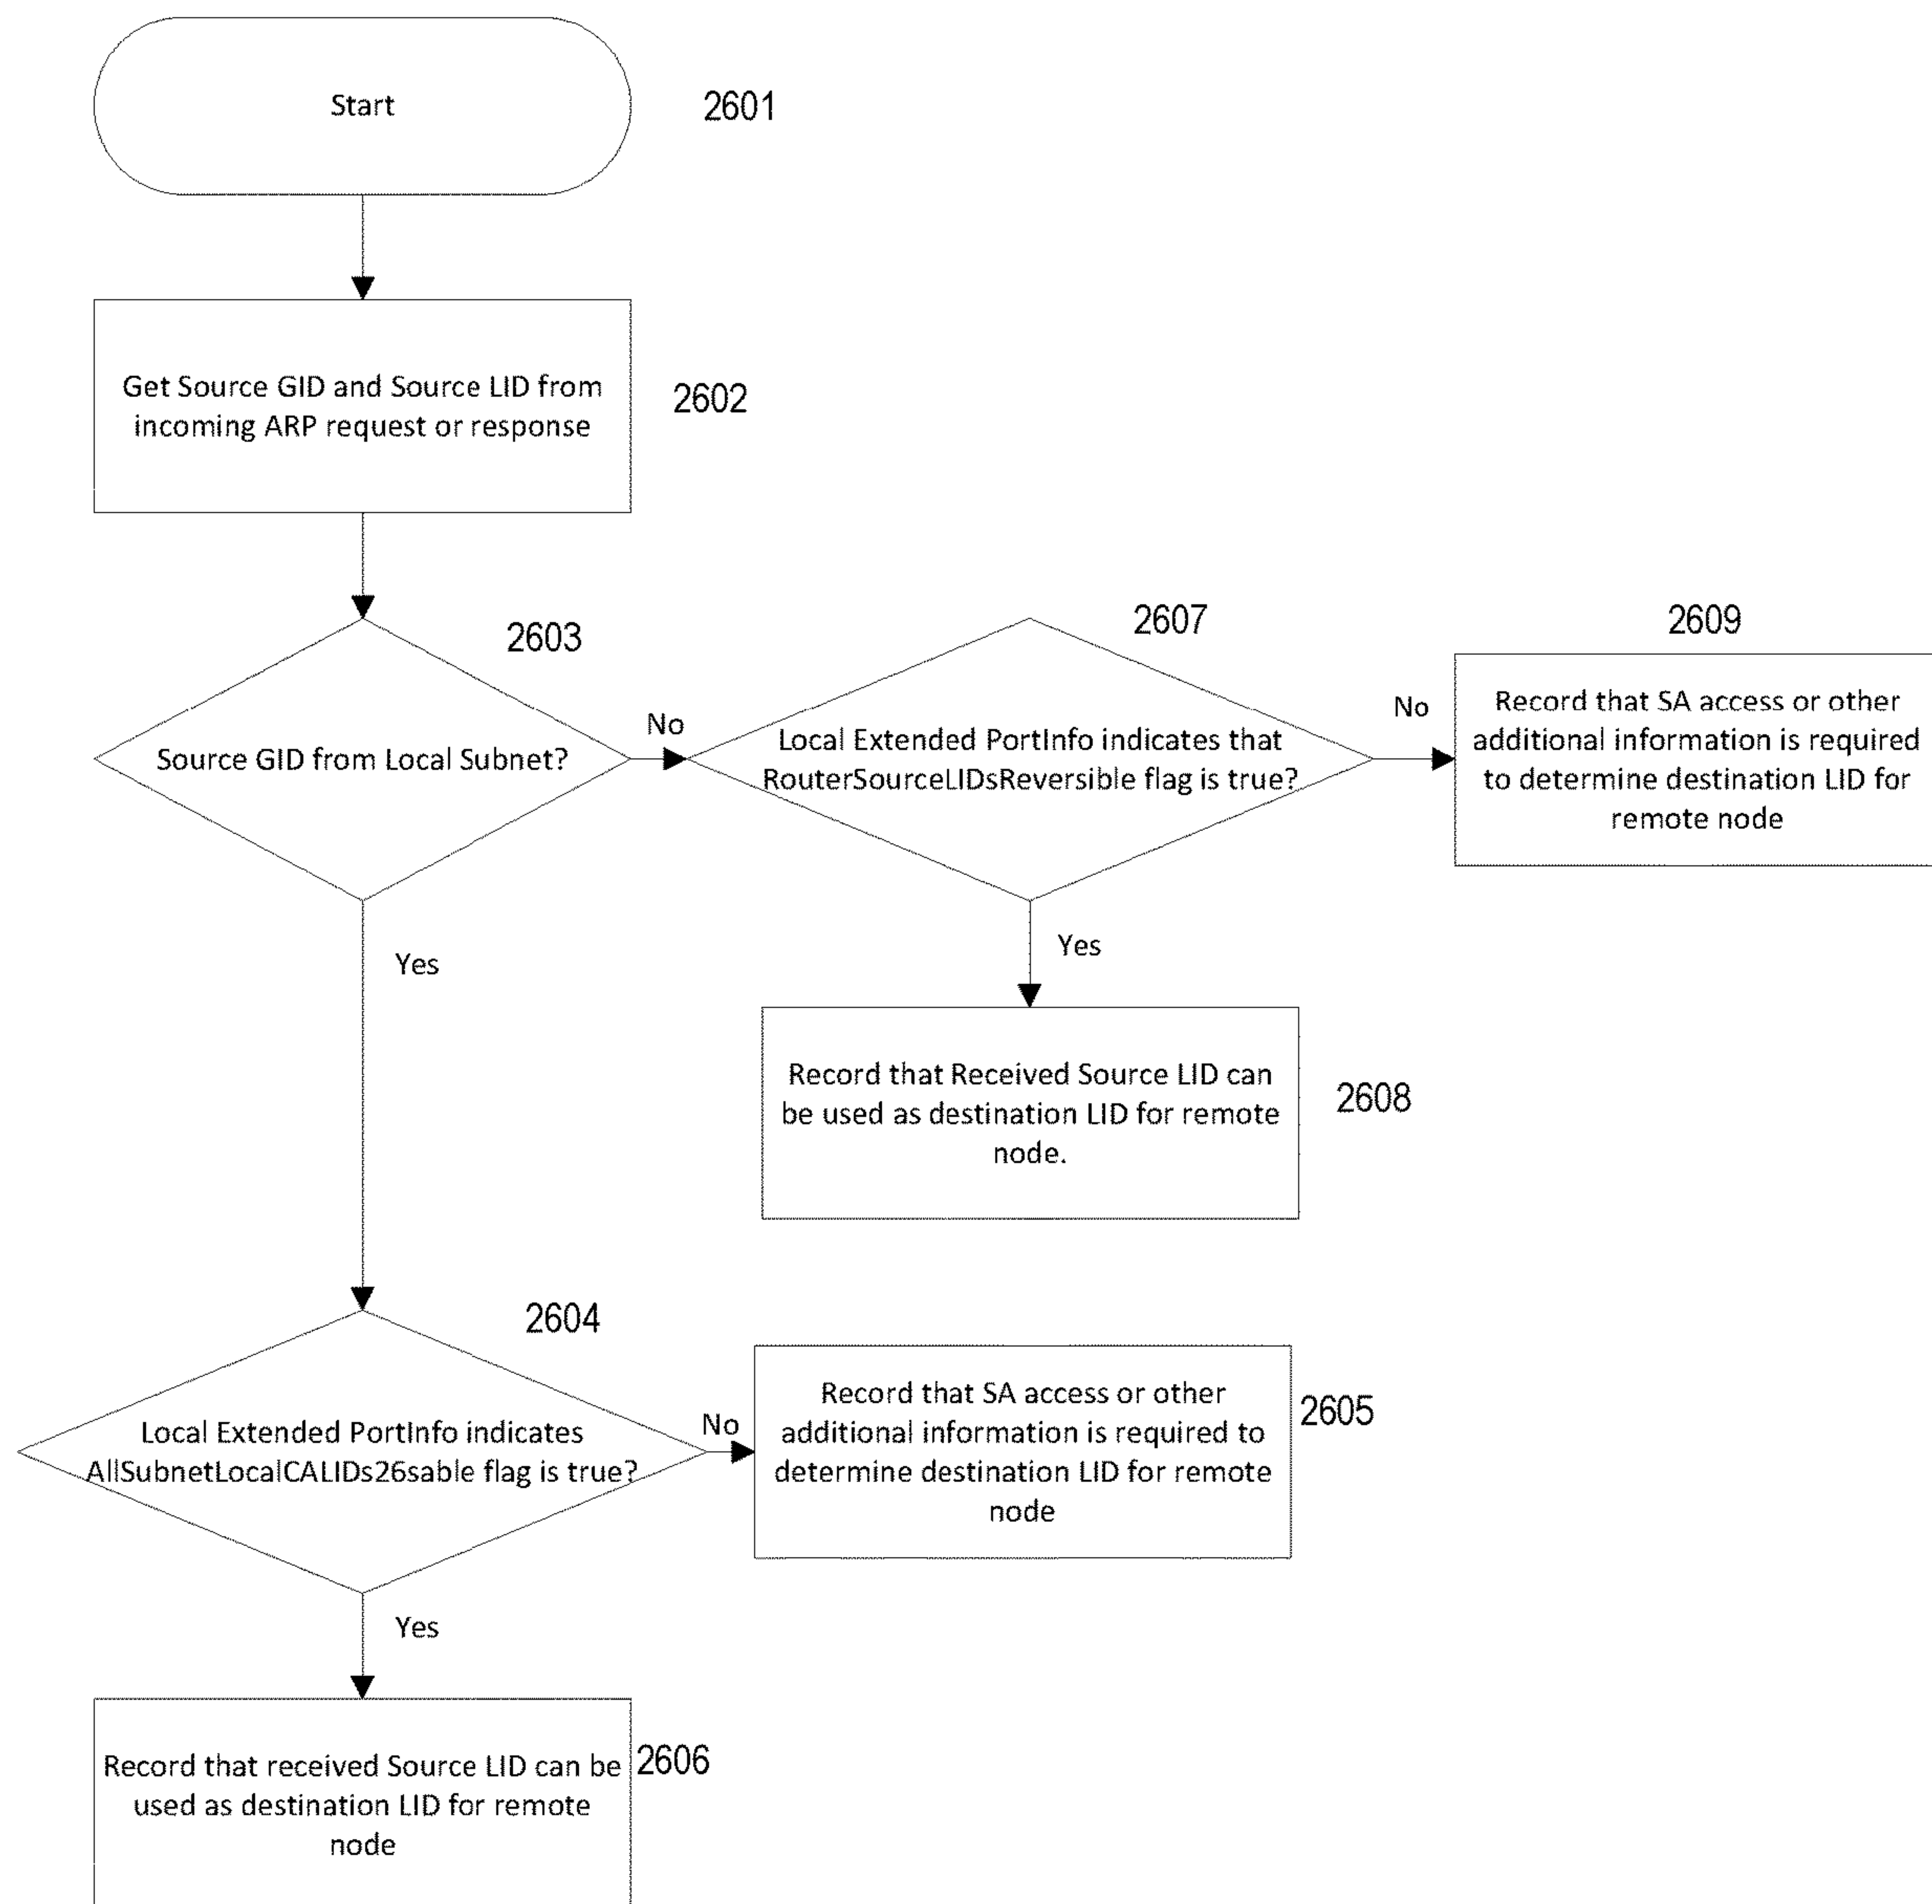 Start
2601
Get Source GID and Source LID from
incoming ARP request or response
2602
2603
Source GID from Local Subnet?
No
2607
Local Extended PortInfo indicates that
RouterSourceLIDsReversible flag is true?
No
2609
Record that SA access or other
additional information is required
to determine destination LID for
remote node
Yes
Yes
Record that Received Source LID can
be used as destination LID for remote
node.
2608
2604
Local Extended PortInfo indicates
AllSubnetLocalCALIDs26sable flag is true?
No
Record that SA access or other
additional information is required to
determine destination LID for remote
node
2605
Yes
Record that received Source LID can be
used as destination LID for remote
node
2606